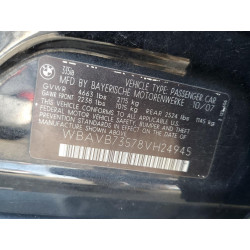 VEHICLE TYPE PASSENGER CAR
MFD BY BAYERISCHE MOTORENWERKE 10/07
GVWR 4663 lbs 2115 kg
GAWR FRONT 2238 lbs 1015 kg REAR 2524 lbs 1145 kg
THIS VEHICLE CONFORMS TO ALL APPLICABLE
FEDERAL MOTOR VEHICLE SAFETY, BUMPER, AND
THEFT PREVENTION STANDARDS IN EFFECT ON THE
DATE OF MANUFACTURE SHOWN ABOVE
WBAVB73578VH24945